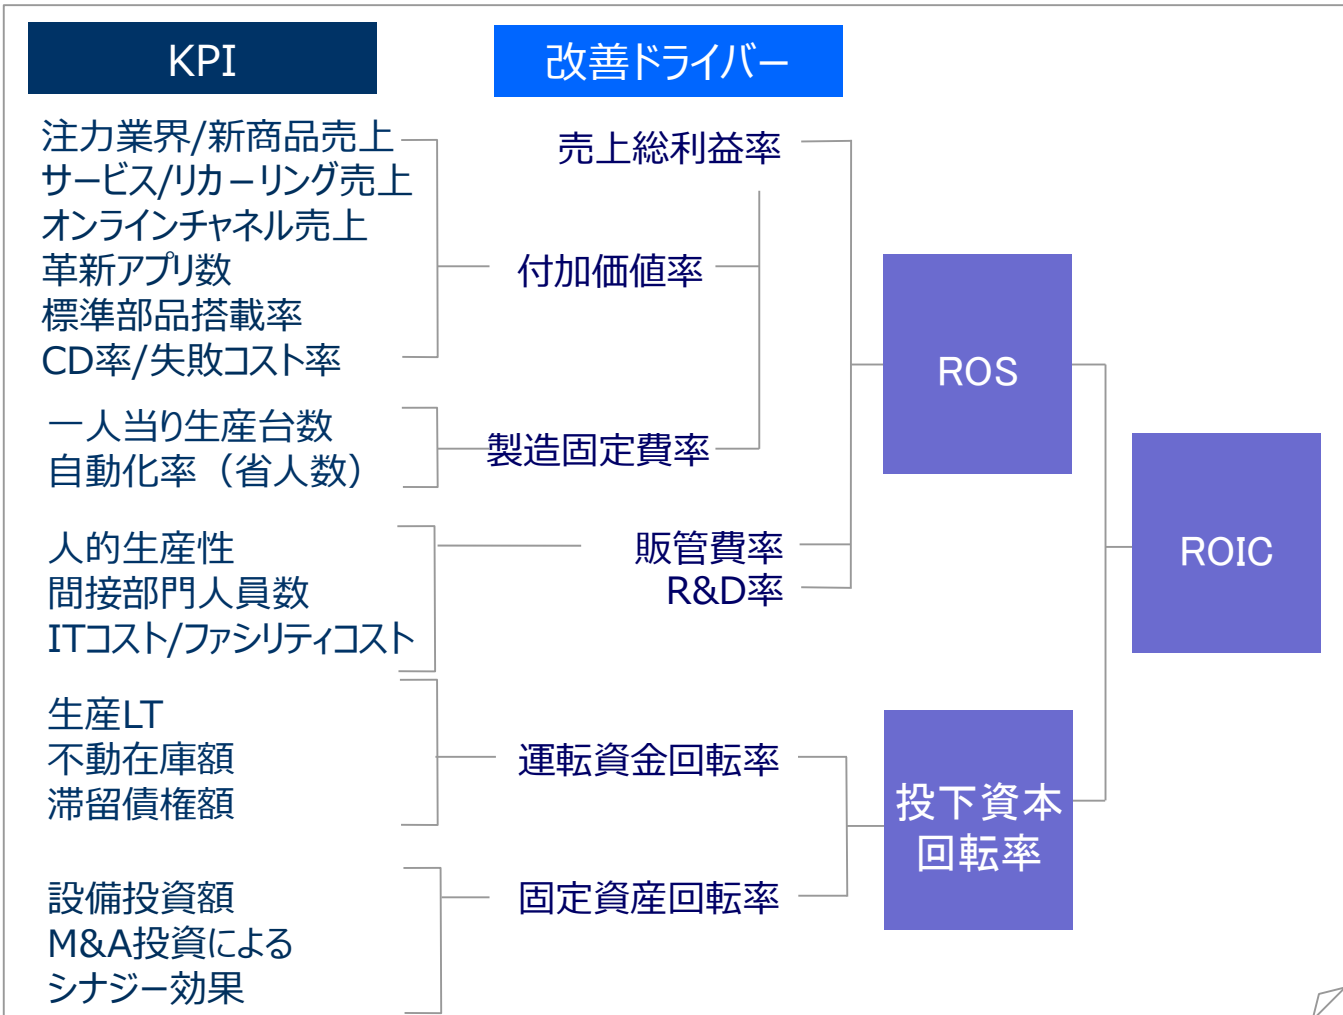 KPI
改善ドライバー
注力業界/新商品売上
サービス/リカーリング売上
オンラインチャネル売上
革新アプリ数
標準部品搭載率
CD率/失敗コスト率
一人当り生産台数
自動化率（省人数）
人的生産性
間接部門人員数
ITコスト/ファシリティコスト
生産LT
不動在庫額
滞留債権額
設備投資額
M&A投資による
シナジー効果
売上総利益率
付加価値率
製造固定費率
販管費率
R&D率
運転資金回転率
固定資産回転率
ROS
投下資本
回転率
ROIC